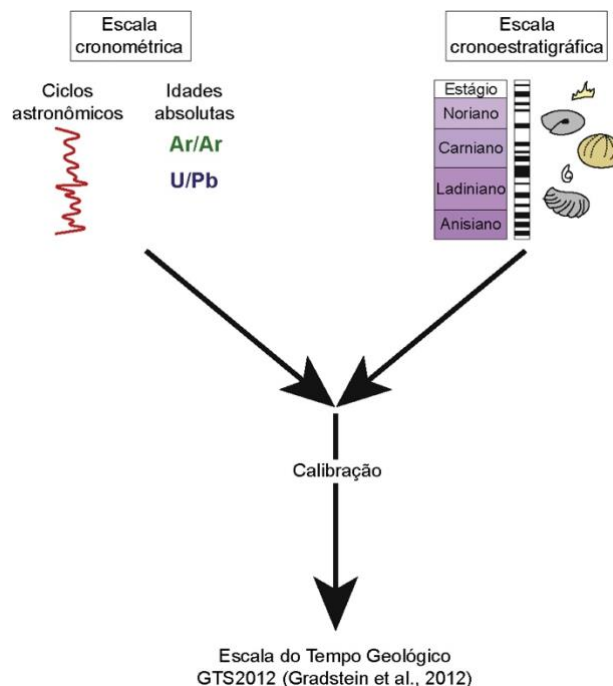 Escala
cronométrica
Escala
cronoestratigráfica
Ciclos
astronômicos
Idades
absolutas
Ar/Ar
U/Pb
Estágio
Noriano
Carniano
Ladiniano
Anisiano
Calibração
Escala do Tempo Geológico
GTS2012 (Gradstein et al., 2012)